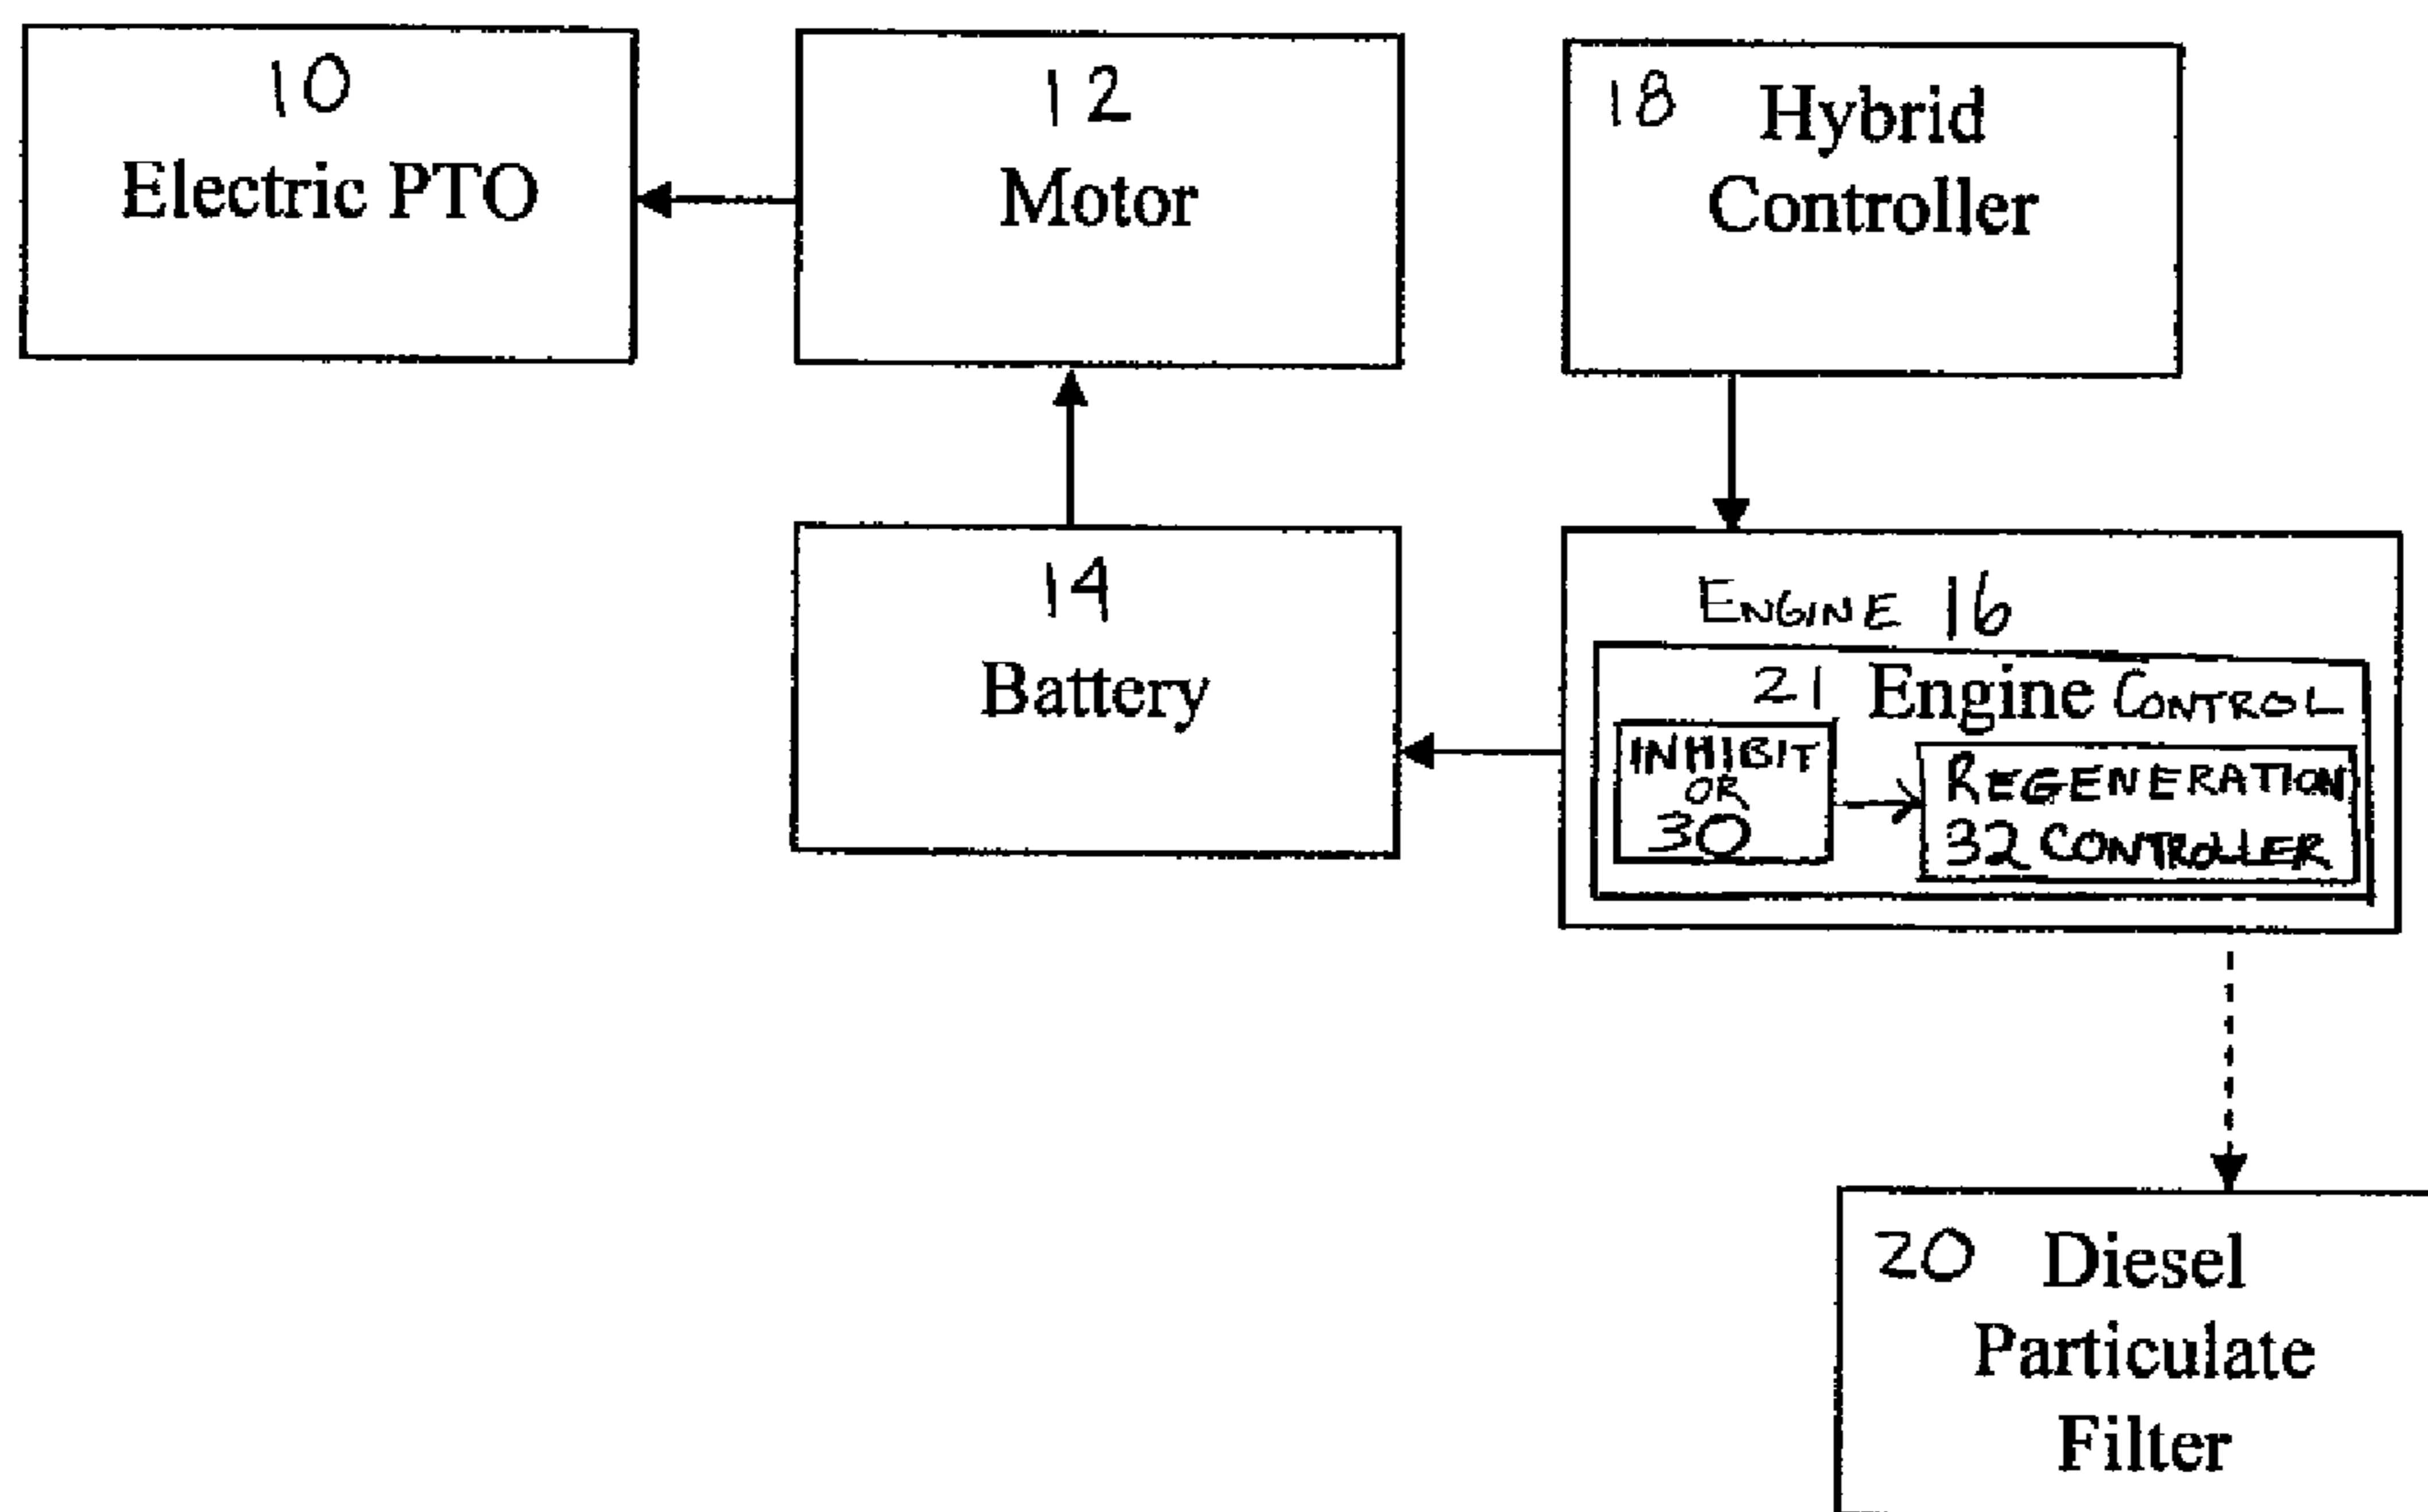 10
Electric PTO
12
Motor
18 Hybrid
Controller
14
Battery
ENGINE 16
21 Engine CONTROL
INHIBIT
OR
30
REGENERATION
32 CONTROLLER
20 Diesel
Particulate
Filter